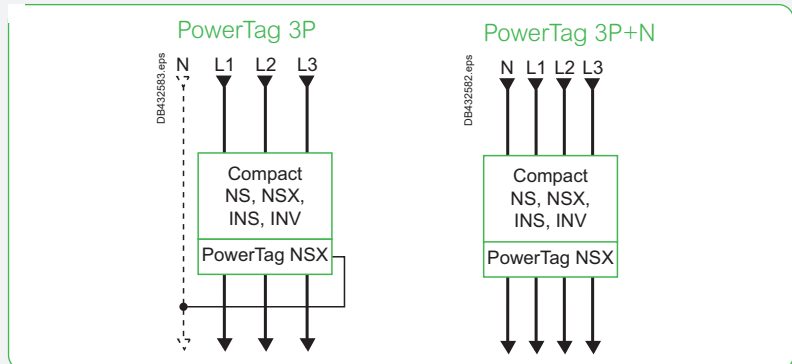 PowerTag 3P
DB432583.eps
N L1 L2 L3
Compact
NS, NSX,
INS, INV
PowerTag NSX
PowerTag 3P+N
DB432582.eps
N L1 L2 L3
Compact
NS, NSX,
INS, INV
PowerTag NSX